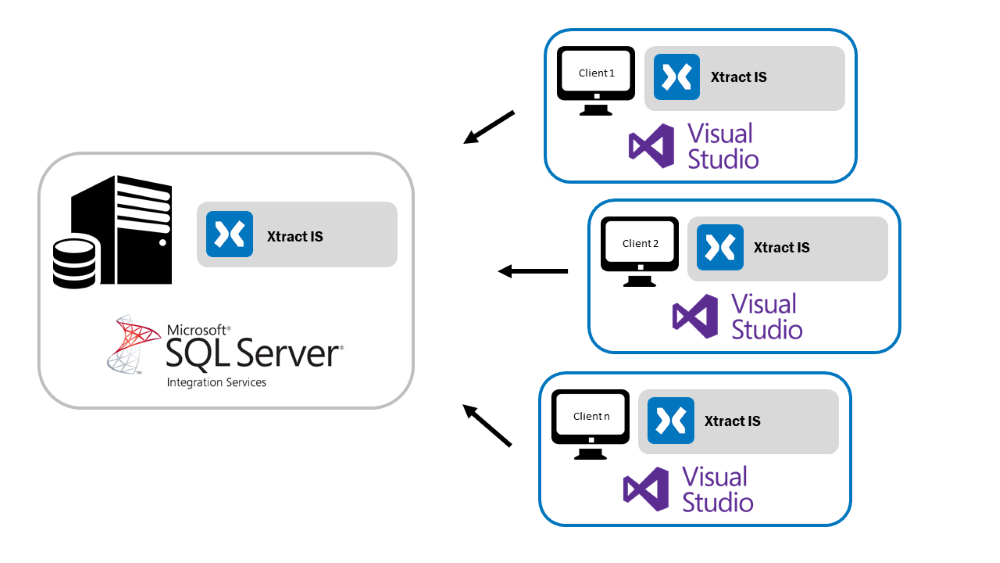 Client 1
Xtract IS
Visual
Studio
Xtract IS
Microsoft®
SQL Server®
™
Integration Services
Client 2
Xtract IS
Visual
Studio
Client n
Xtract IS
Visual
Studio